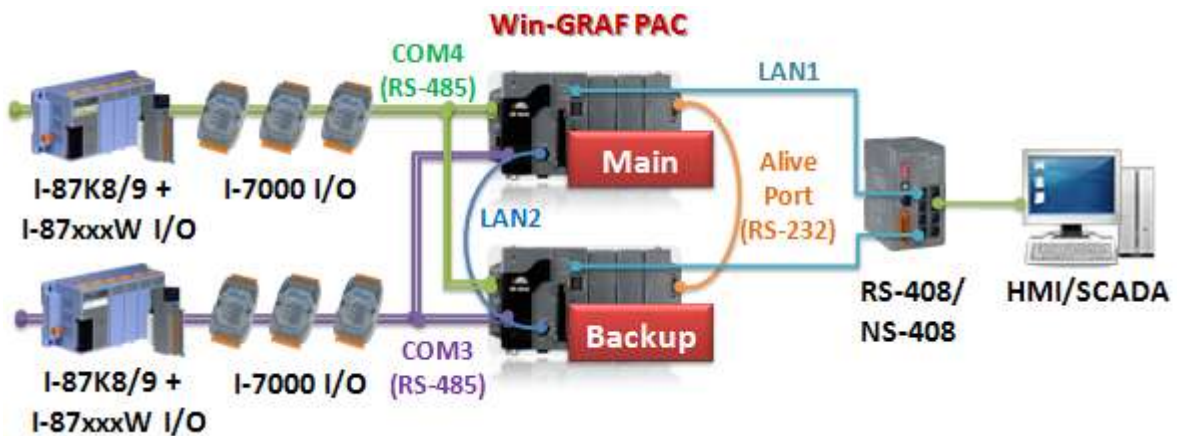 Win-GRAF PAC
COM4
(RS-485)
LAN1
Main
I-87K8/9 +
I-87xxxW I/O
I-7000 I/O
LAN2
Alive
Port
(RS-232)
RS-408/
NS-408
HMI/SCADA
Backup
COM3
(RS-485)
I-87K8/9 +
I-87xxxW I/O
I-7000 I/O